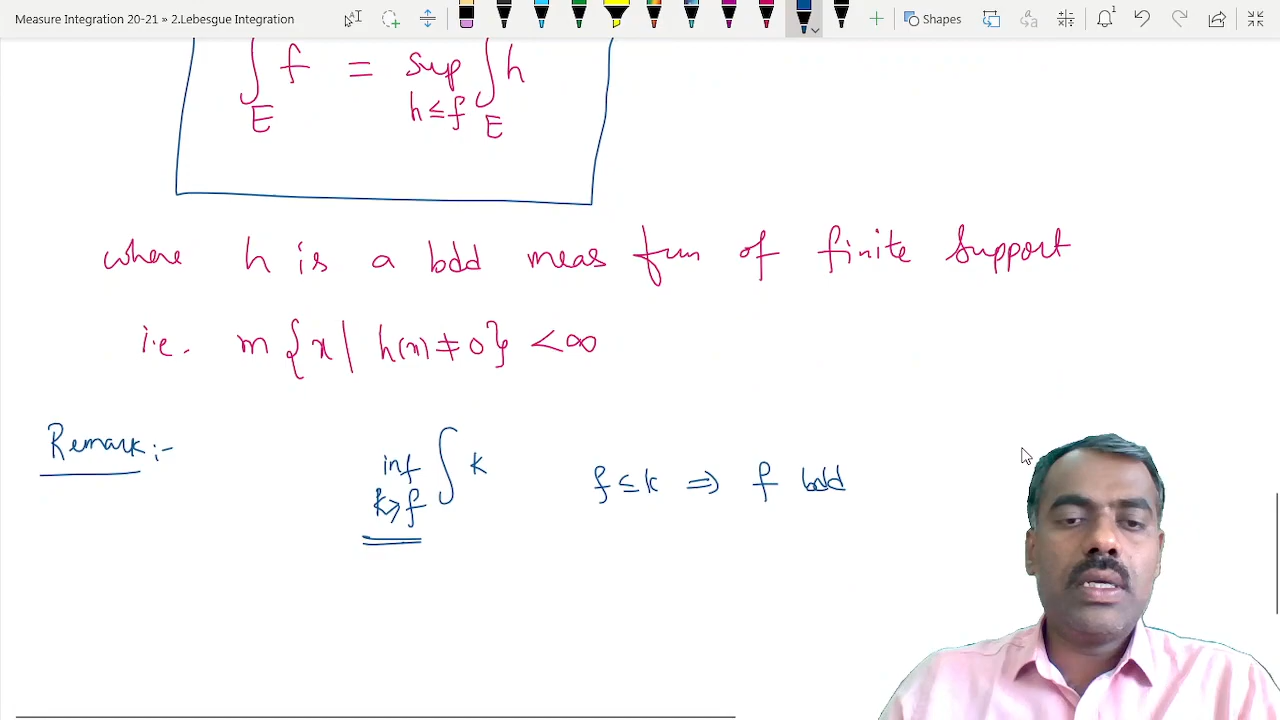 Measure Integration 20-21 » 2.Lebesgue Integration
Shapes
∫_E f = sup_{h≤f} ∫_E h
where h is a bdd meas fun of finite support
i.e. m{x | h(x) ≠ 0} < ∞
Remark:- inf_{k≥f} ∫ k f ≤ k ⇒ f bdd